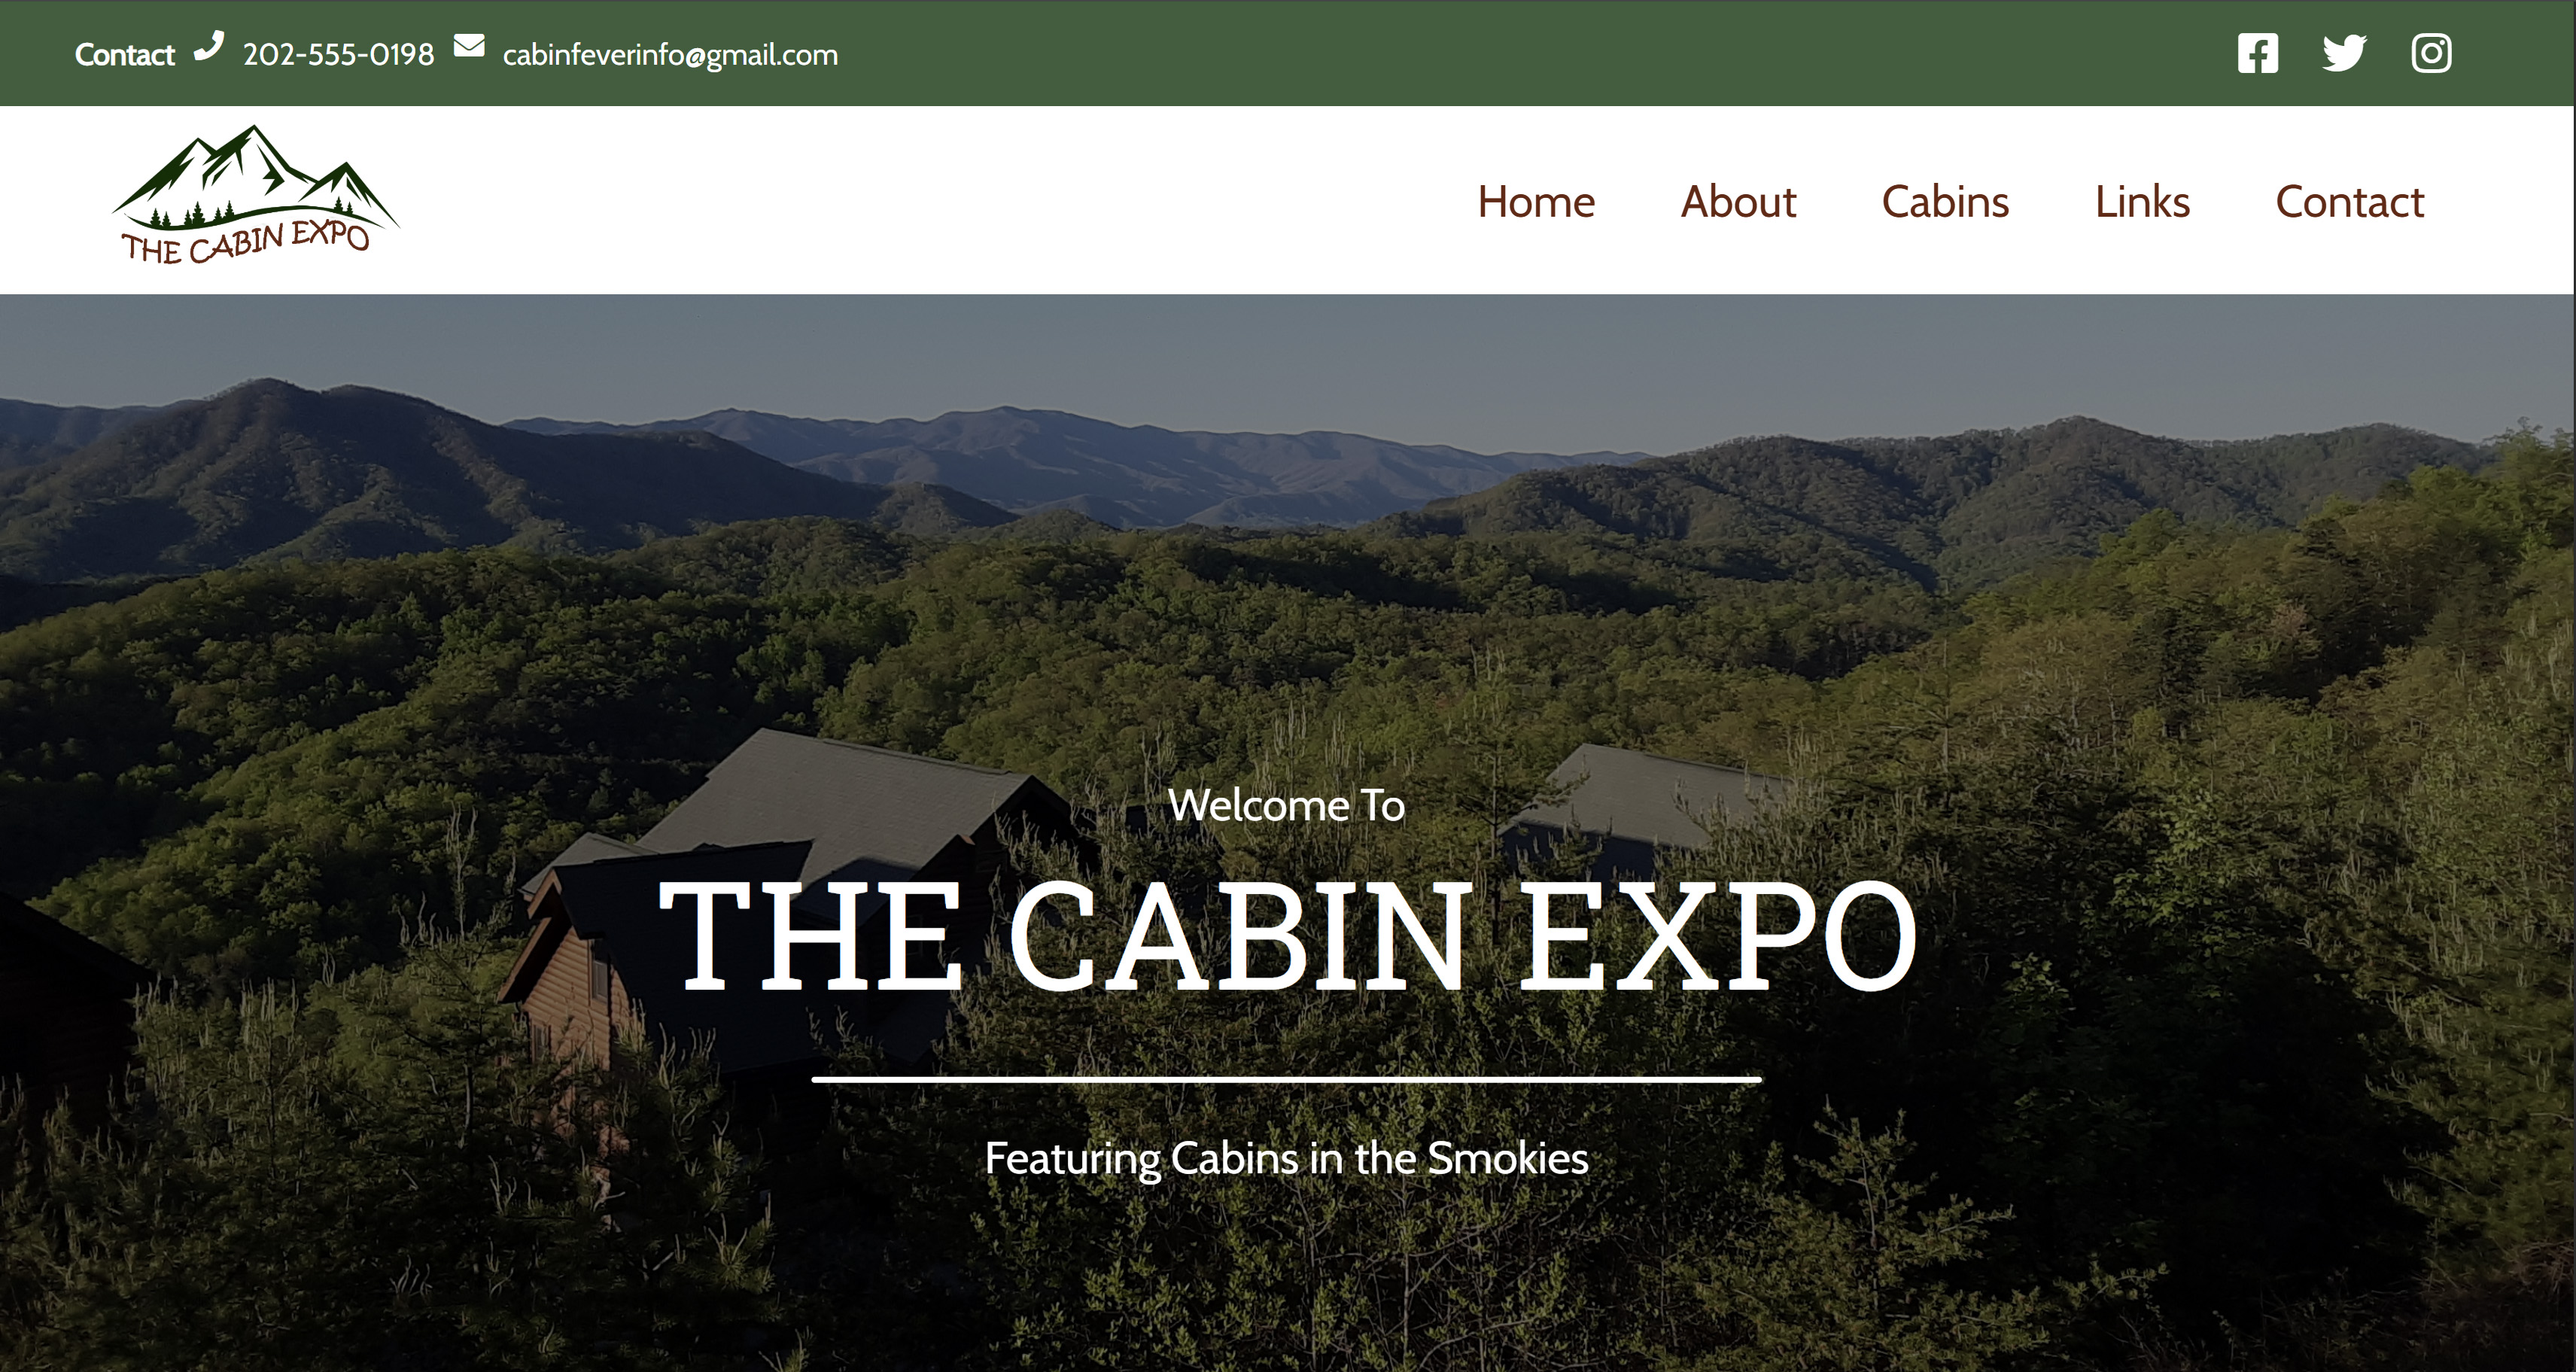 Contact 202-555-0198 cabinfeverinfo@gmail.com
THE CABIN EXPO
Home About Cabins Links Contact
Welcome To
THE CABIN EXPO
Featuring Cabins in the Smokies